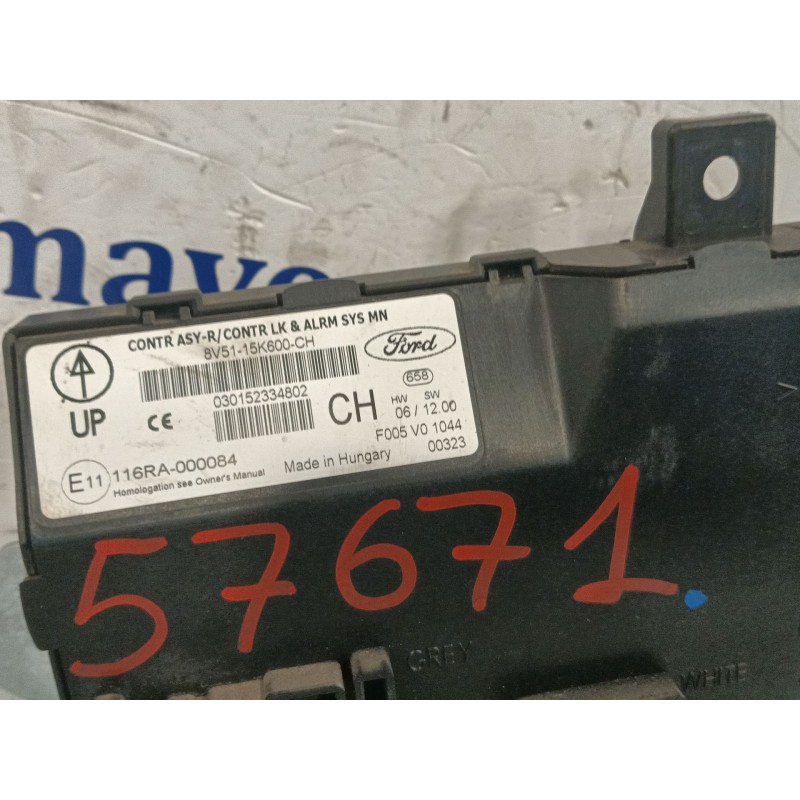 mave
CONTR ASY-R/CONTR LK & ALRM SYS MN
8V51-15K600-CH
Ford
UP
CE
030152334802
CH
658
HW SW
06 / 12.00
F005 V0 1044
00323
E11
116RA-000084
Made in Hungary
Homologation see Owner's Manual
57671.
GREY
WHITE